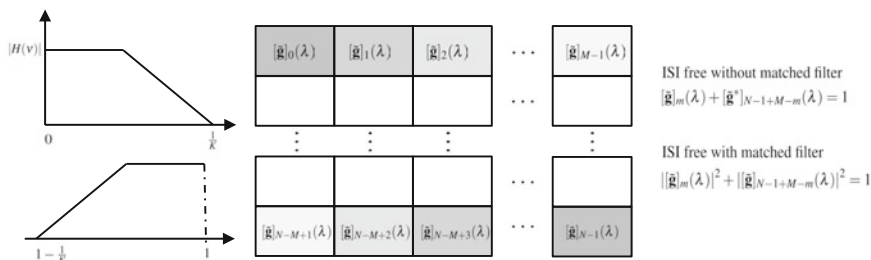 |H(ν)|
0
1/K
1 − 1/K
1
[g̃]₀(λ) [g̃]₁(λ) [g̃]₂(λ) ··· [g̃]_{M−1}(λ)
···
⋮ ⋮ ⋮ ⋮
···
[g̃]_{N−M+1}(λ) [g̃]_{N−M+2}(λ) [g̃]_{N−M+3}(λ) ··· [g̃]_{N−1}(λ)
ISI free without matched filter
[g̃]_m(λ) + [g̃*]_{N−1+M−m}(λ) = 1
ISI free with matched filter
|[g̃]_m(λ)|² + |[g̃]_{N−1+M−m}(λ)|² = 1